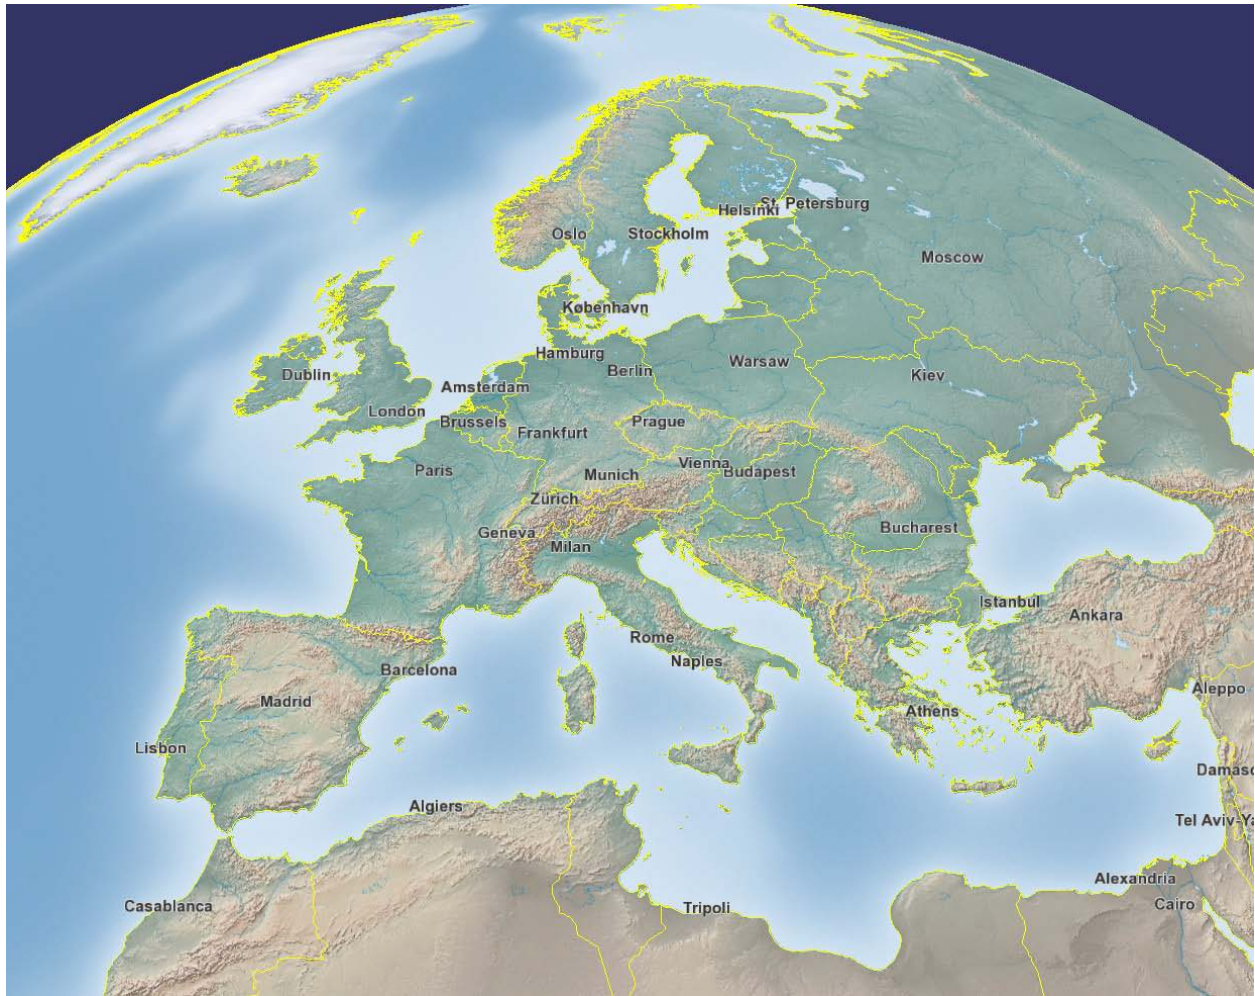 Oslo
Stockholm
Helsinki
St. Petersburg
Moscow
København
Hamburg
Berlin
Warsaw
Kiev
Dublin
Amsterdam
London
Brussels
Frankfurt
Prague
Paris
Munich
Vienna
Budapest
Zürich
Geneva
Milan
Bucharest
Istanbul
Ankara
Rome
Naples
Barcelona
Madrid
Aleppo
Athens
Lisbon
Damasc
Algiers
Tel Aviv-Ya
Alexandria
Casablanca
Tripoli
Cairo